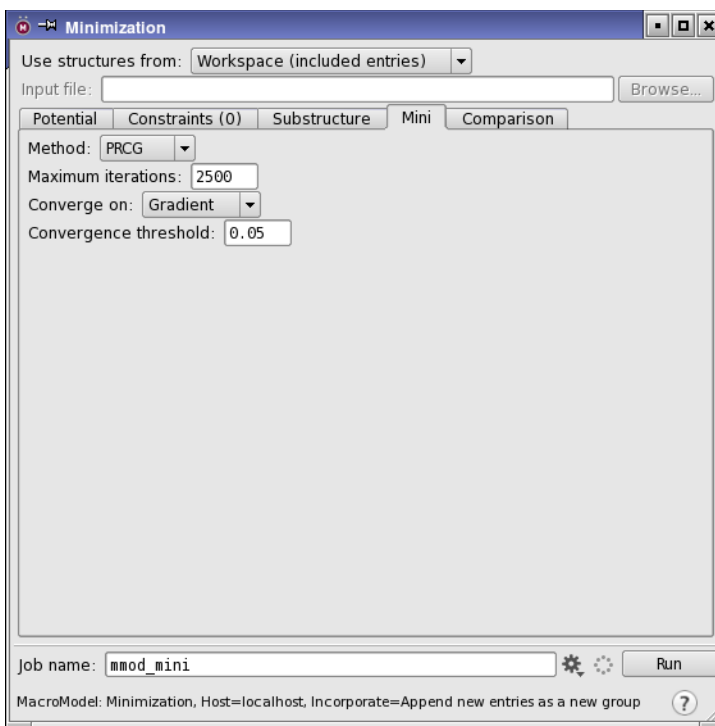 Minimization
Use structures from: Workspace (included entries)
Input file: Browse...
Potential Constraints (0) Substructure Mini Comparison
Method: PRCG
Maximum iterations: 2500
Converge on: Gradient
Convergence threshold: 0.05
Job name: mmod_mini Run
MacroModel: Minimization, Host=localhost, Incorporate=Append new entries as a new group ?